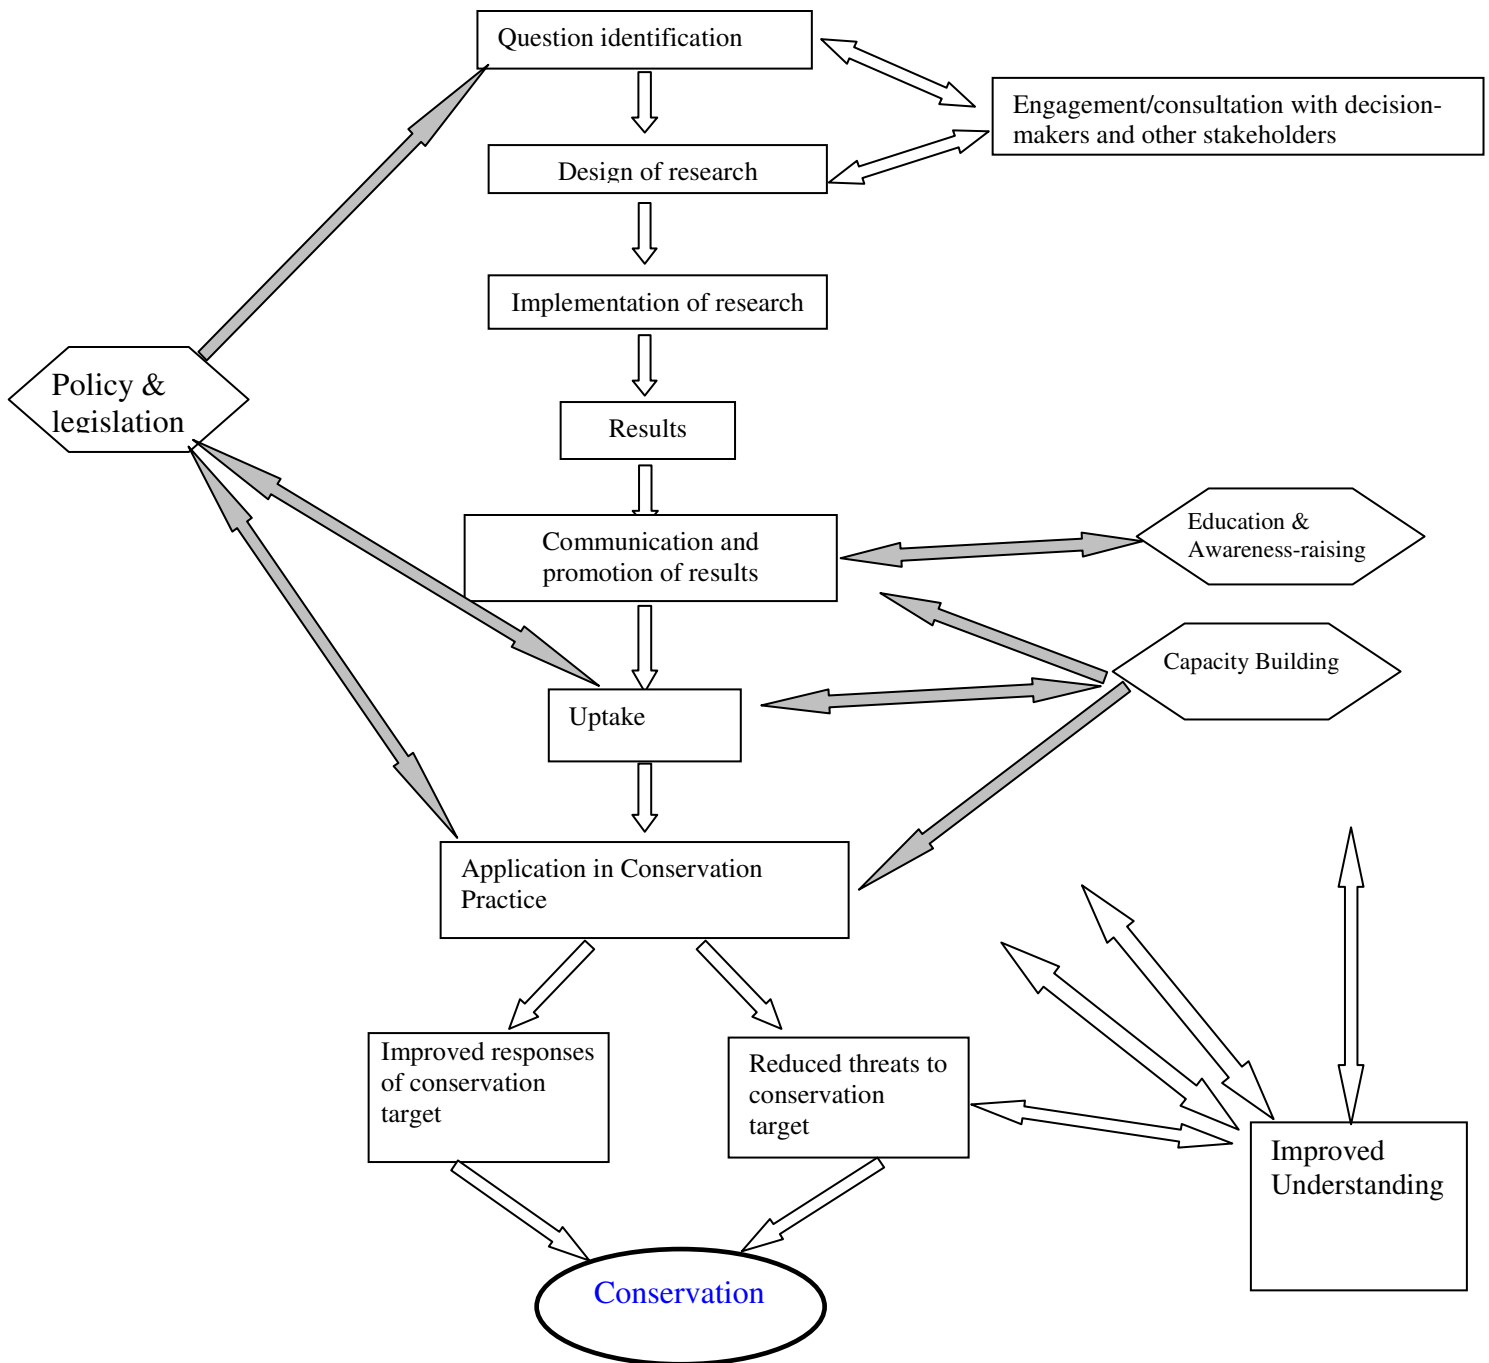 Question identification
Engagement/consultation with decision-
makers and other stakeholders
Design of research
Implementation of research
Policy &
legislation
Results
Education &
Awareness-raising
Communication and
promotion of results
Capacity Building
Uptake
Application in Conservation
Practice
Improved responses
of conservation
target
Reduced threats to
conservation
target
Improved
Understanding
Conservation